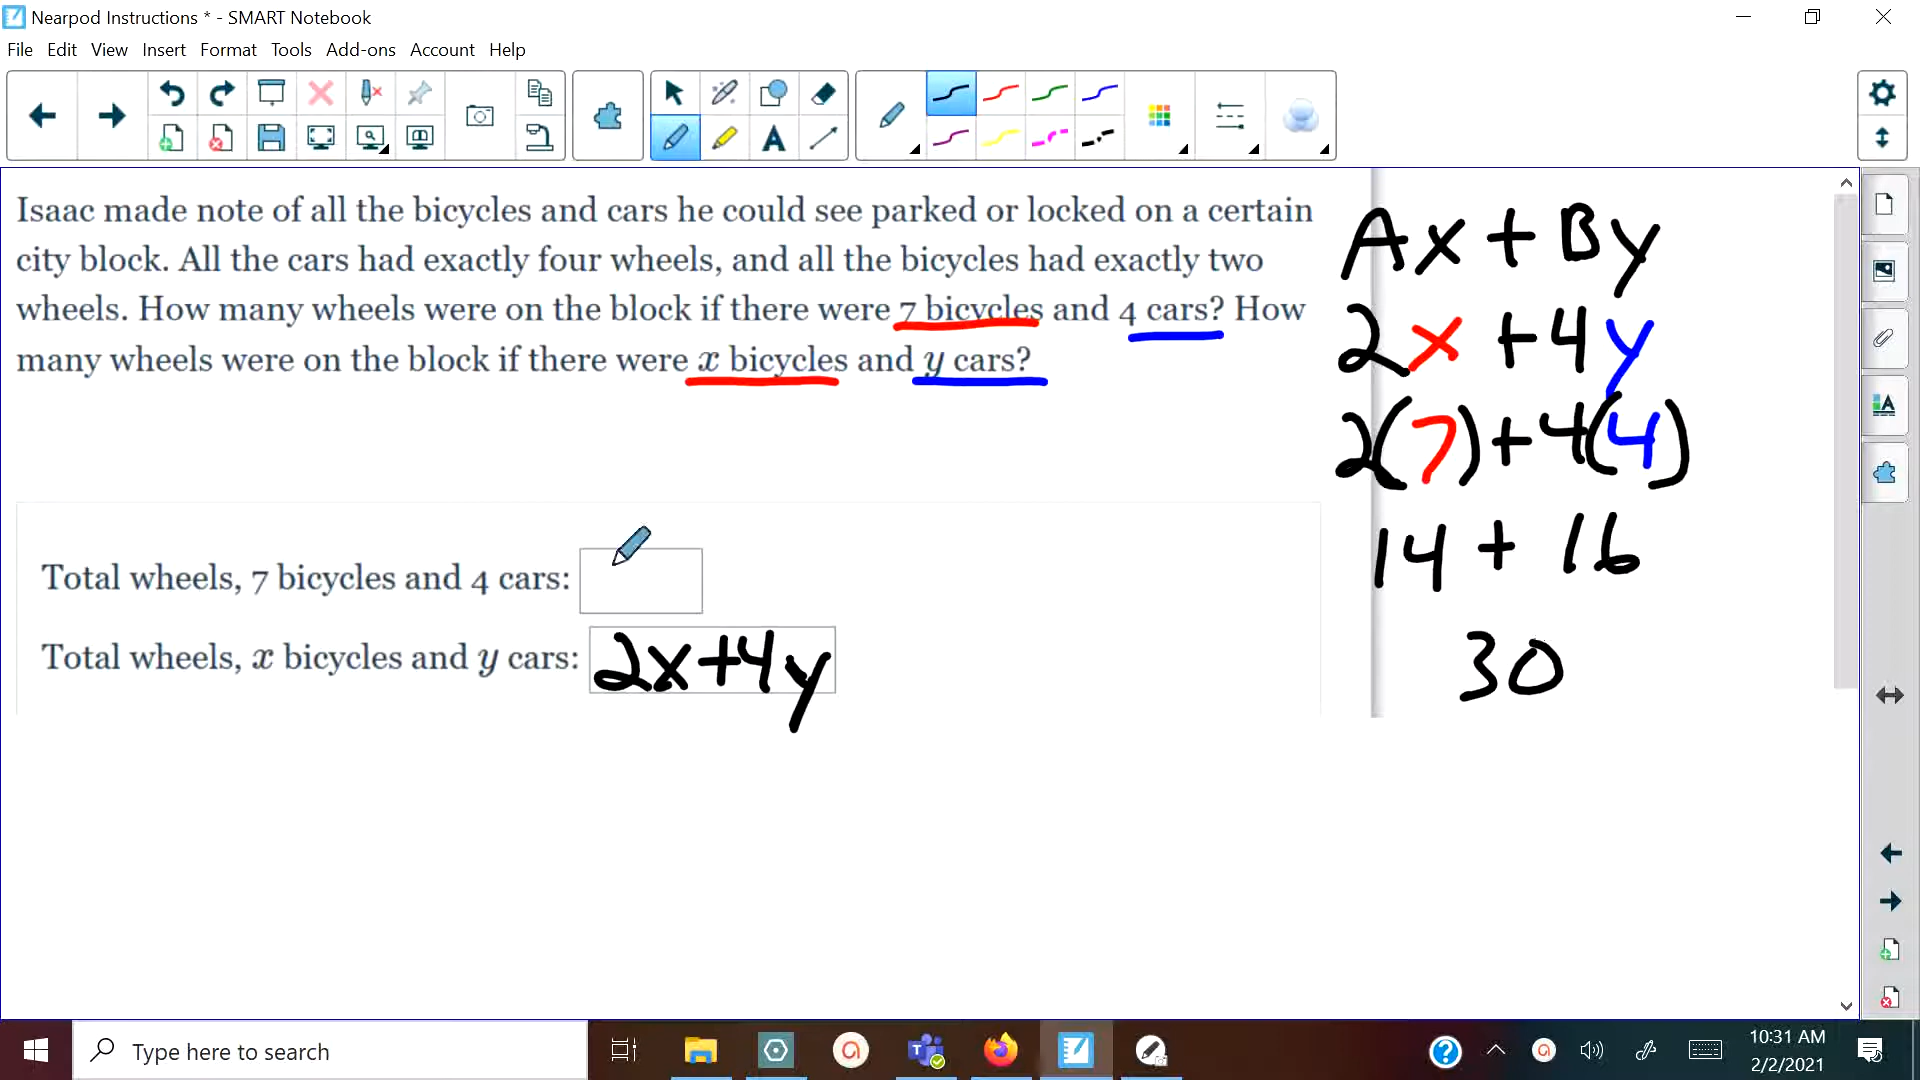 Nearpod Instructions * - SMART Notebook
File Edit View Insert Format Tools Add-ons Account Help
Isaac made note of all the bicycles and cars he could see parked or locked on a certain
city block. All the cars had exactly four wheels, and all the bicycles had exactly two
wheels. How many wheels were on the block if there were 7 bicycles and 4 cars? How
many wheels were on the block if there were x bicycles and y cars?
Ax + By
2x + 4y
2(7) + 4(4)
14 + 16
30
Total wheels, 7 bicycles and 4 cars:
Total wheels, x bicycles and y cars: 2x+4y
Type here to search
10:31 AM
2/2/2021